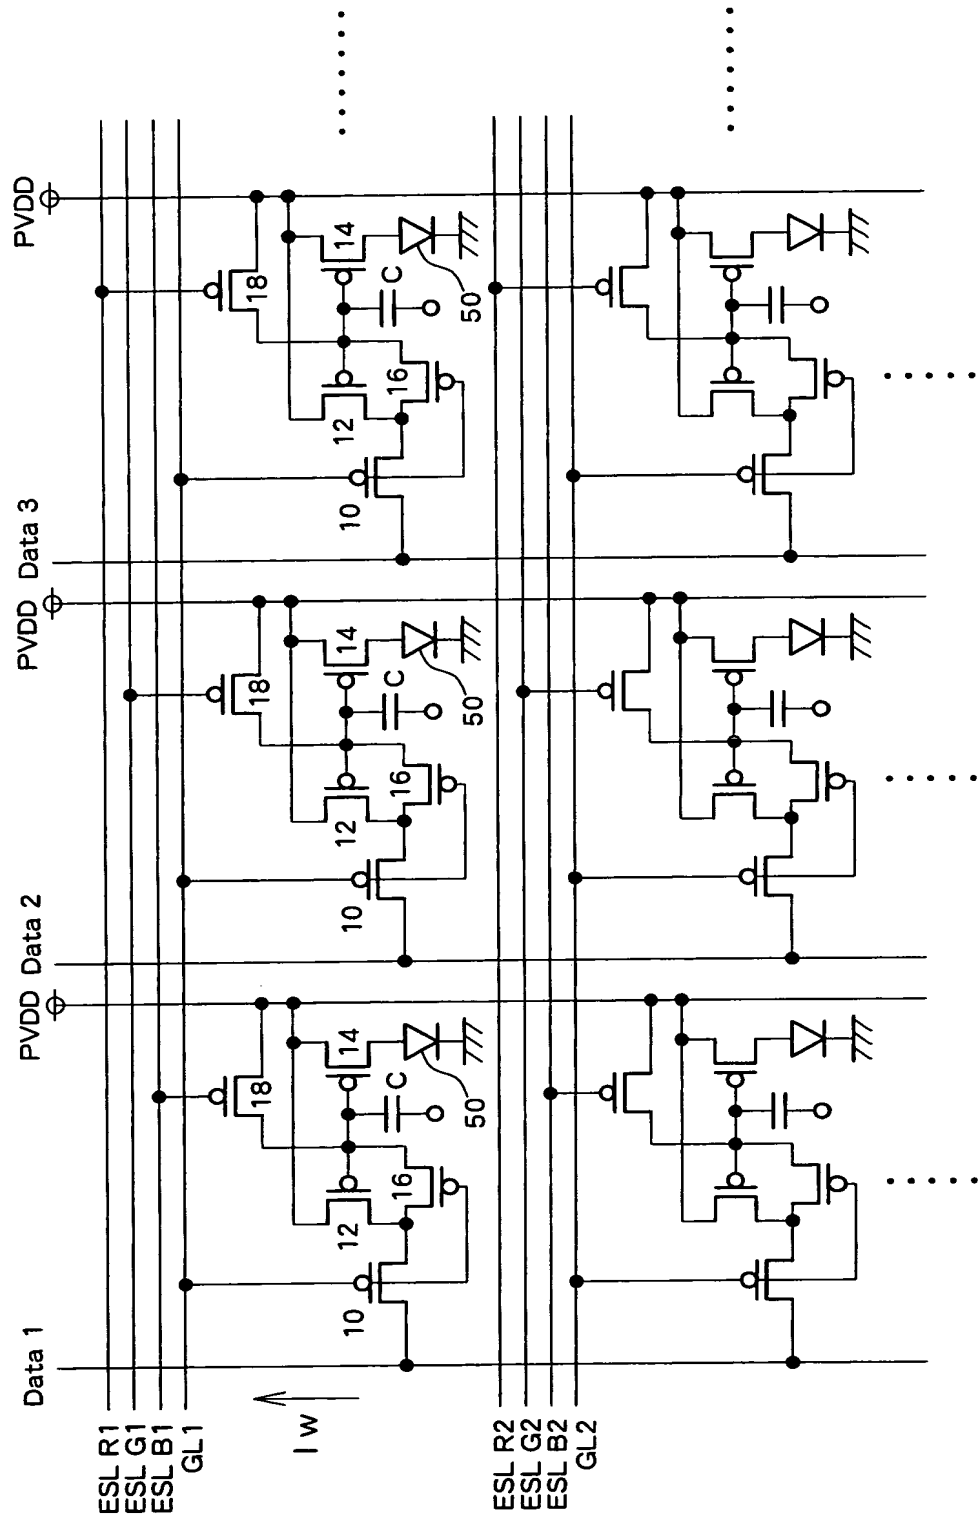 Data 1
PVDD
Data 2
PVDD
Data 3
PVDD
ESL R1
ESL G1
ESL B1
GL1
I w
10
12
16
18
14
C
50
10
12
16
18
14
C
50
10
12
16
18
14
C
50
ESL R2
ESL G2
ESL B2
GL2